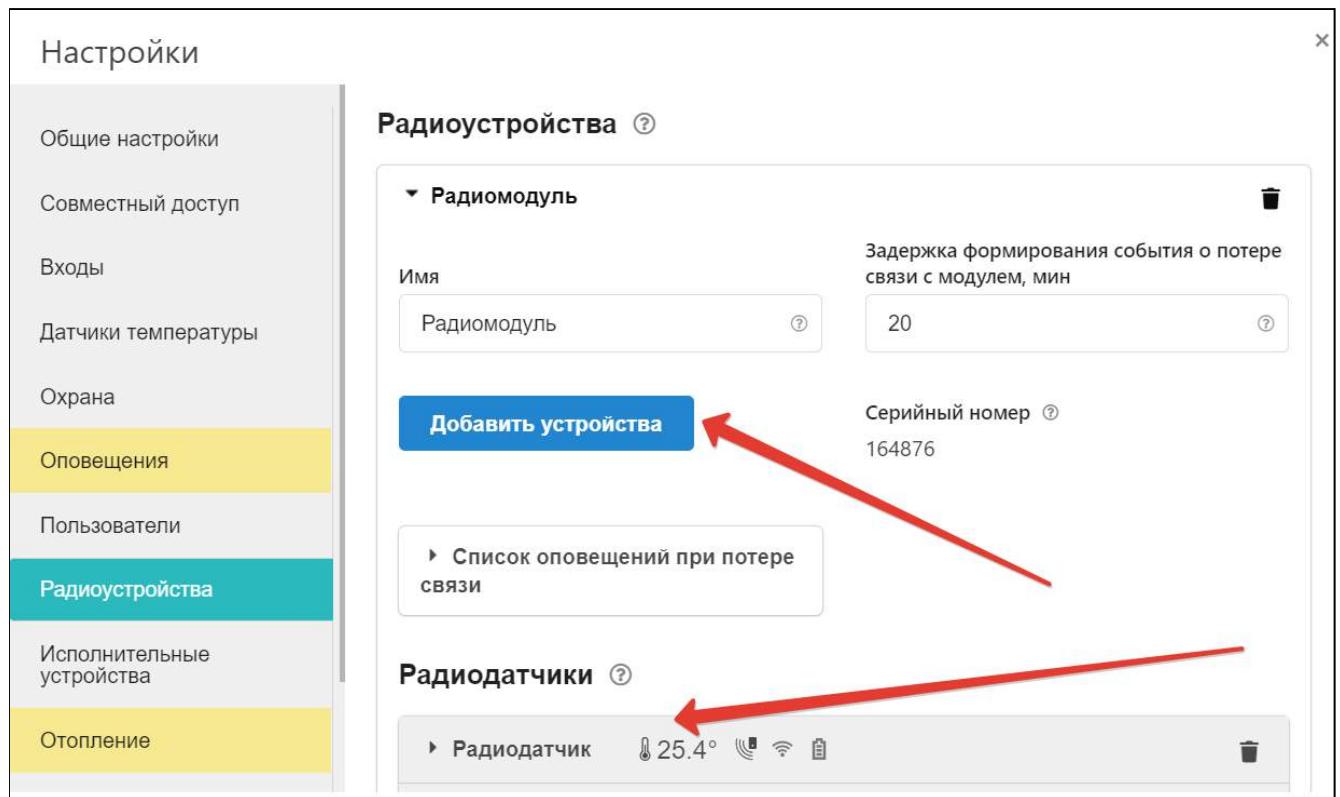 Настройки
Общие настройки
Совместный доступ
Входы
Датчики температуры
Охрана
Оповещения
Пользователи
Радиоустройства
Исполнительные
устройства
Отопление
Радиоустройства
Радиомодуль
Имя
Радиомодуль
Задержка формирования события о потере
связи с модулем, мин
20
Добавить устройства
Серийный номер
164876
Список оповещений при потере
связи
Радиодатчики
Радиодатчик 25.4°